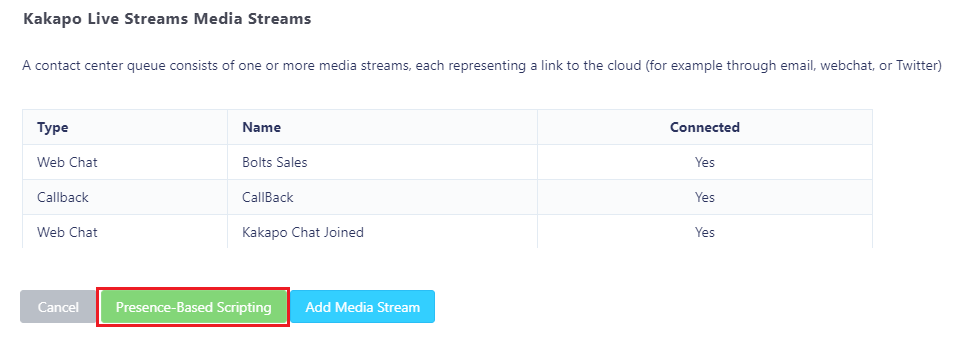 Kakapo Live Streams Media Streams
A contact center queue consists of one or more media streams, each representing a link to the cloud (for example through email, webchat, or Twitter)
Type Name Connected
Web Chat Bolts Sales Yes
Callback CallBack Yes
Web Chat Kakapo Chat Joined Yes
Cancel Presence-Based Scripting Add Media Stream